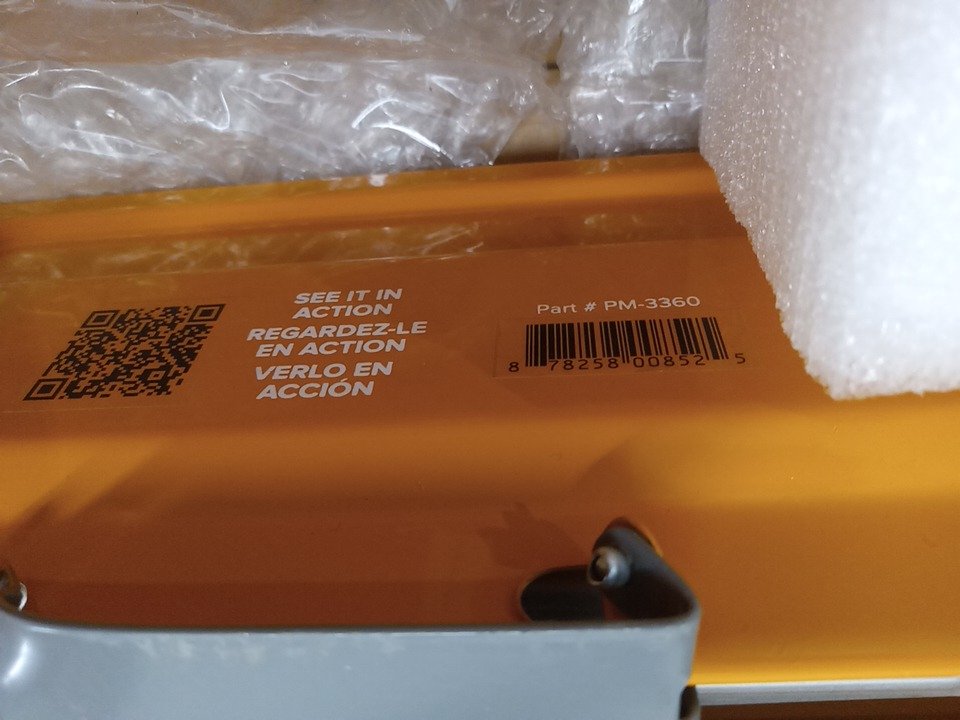 SEE IT IN
ACTION
REGARDEZ-LE
EN ACTION
VERLO EN
ACCIÓN
Part # PM-3360
8 78258 00852 5